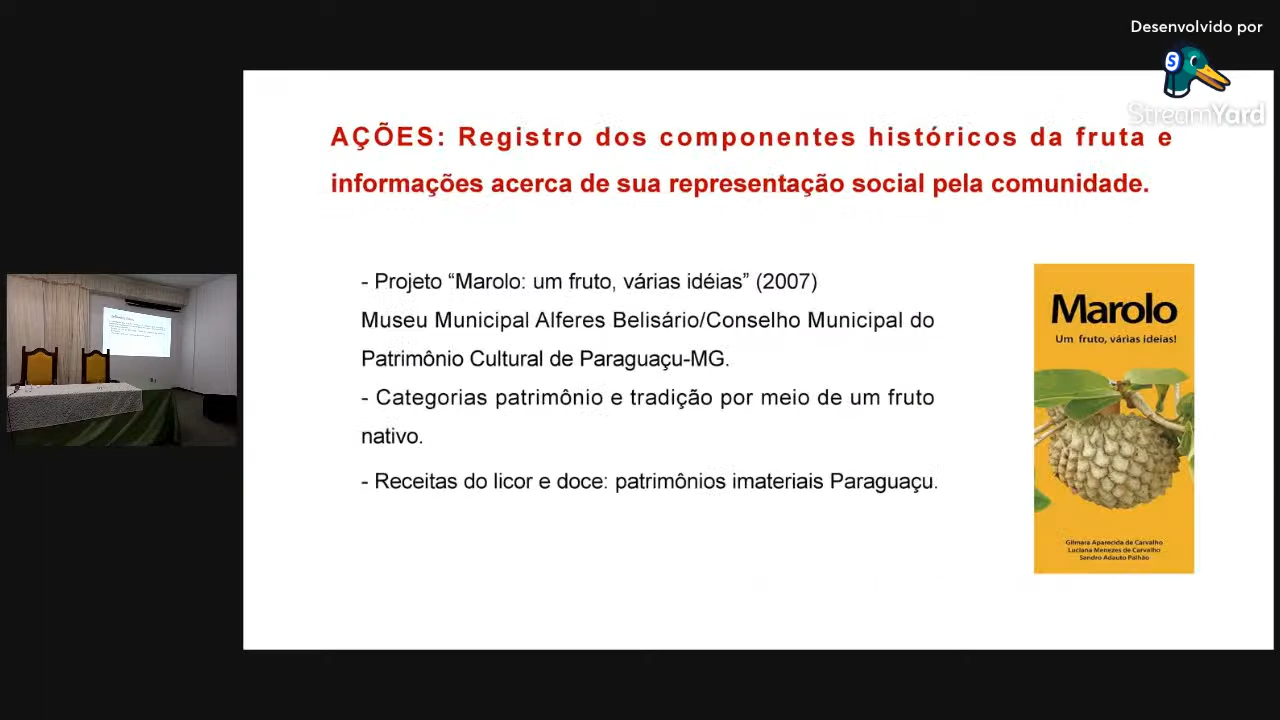 Desenvolvido por
StreamYard
AÇÕES: Registro dos componentes históricos da fruta e
informações acerca de sua representação social pela comunidade.
- Projeto “Marolo: um fruto, várias idéias” (2007)
Museu Municipal Alferes Belisário/Conselho Municipal do
Patrimônio Cultural de Paraguaçu-MG.
- Categorias patrimônio e tradição por meio de um fruto
nativo.
- Receitas do licor e doce: patrimônios imateriais Paraguaçu.
Marolo
Um fruto, várias ideias!
Gilmara Aparecida de Carvalho
Luciana Menezes de Carvalho
Sandro Adauto Palhão